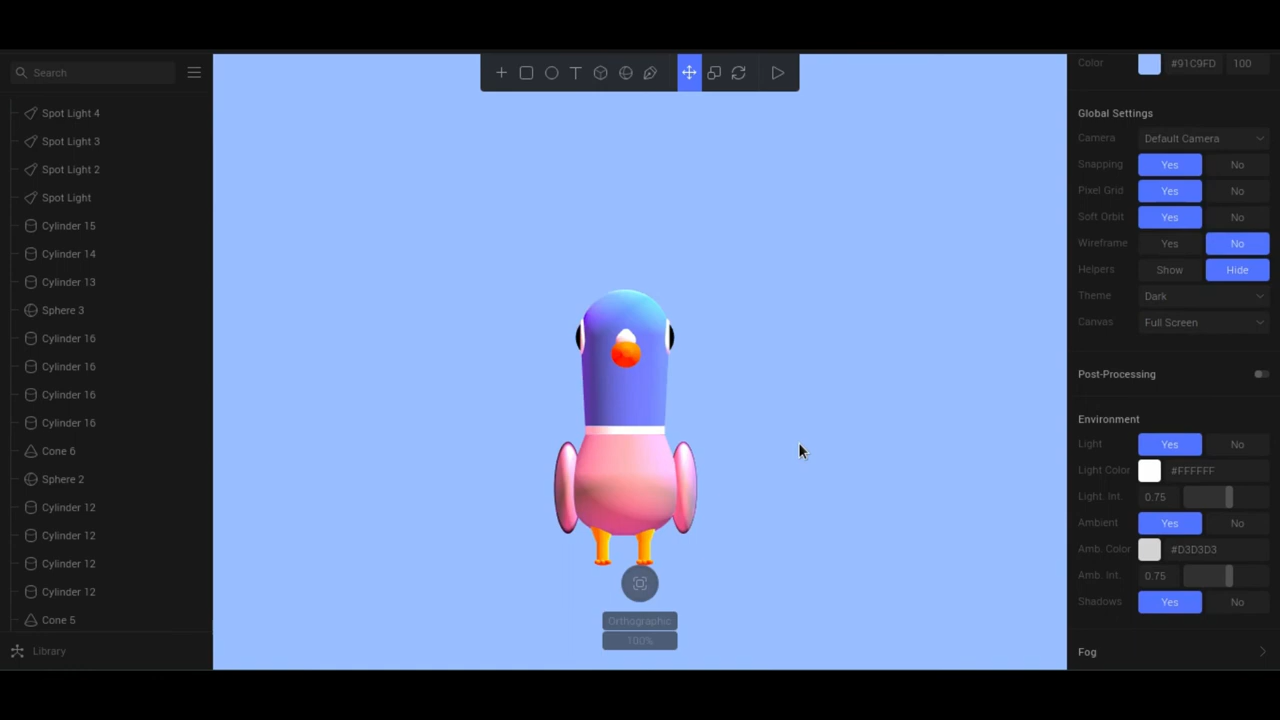 Search
Spot Light 4
Spot Light 3
Spot Light 2
Spot Light
Cylinder 15
Cylinder 14
Cylinder 13
Sphere 3
Cylinder 16
Cylinder 16
Cylinder 16
Cylinder 16
Cone 6
Sphere 2
Cylinder 12
Cylinder 12
Cylinder 12
Cylinder 12
Cone 5
Library
Orthographic
100%
Color #91C9FD 100
Global Settings
Camera Default Camera
Snapping Yes No
Pixel Grid Yes No
Soft Orbit Yes No
Wireframe Yes No
Helpers Show Hide
Theme Dark
Canvas Full Screen
Post-Processing
Environment
Light Yes No
Light Color #FFFFFF
Light. Int. 0.75
Ambient Yes No
Amb. Color #D3D3D3
Amb. Int. 0.75
Shadows Yes No
Fog